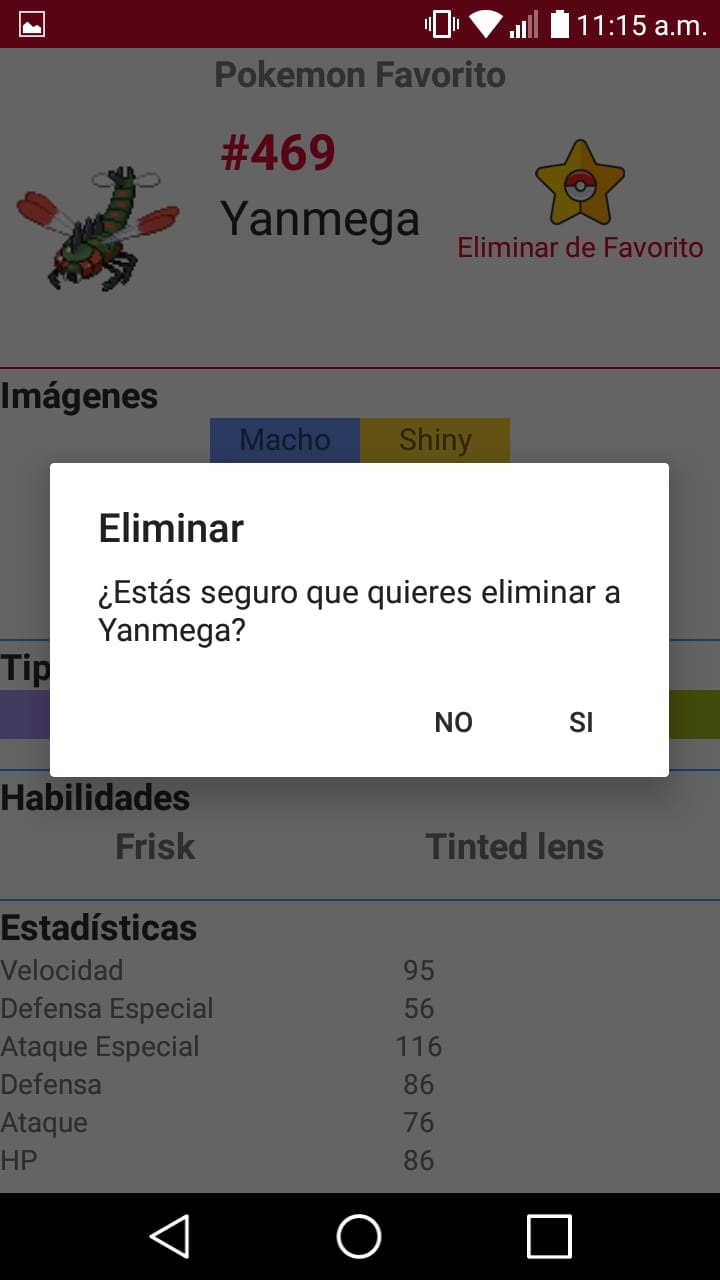 11:15 a.m.
Pokemon Favorito
#469
Yanmega
Eliminar de Favorito
Imágenes
Macho Shiny
Eliminar
¿Estás seguro que quieres eliminar a
Yanmega?
NO SI
Tip
Habilidades
Frisk Tinted lens
Estadísticas
Velocidad 95
Defensa Especial 56
Ataque Especial 116
Defensa 86
Ataque 76
HP 86